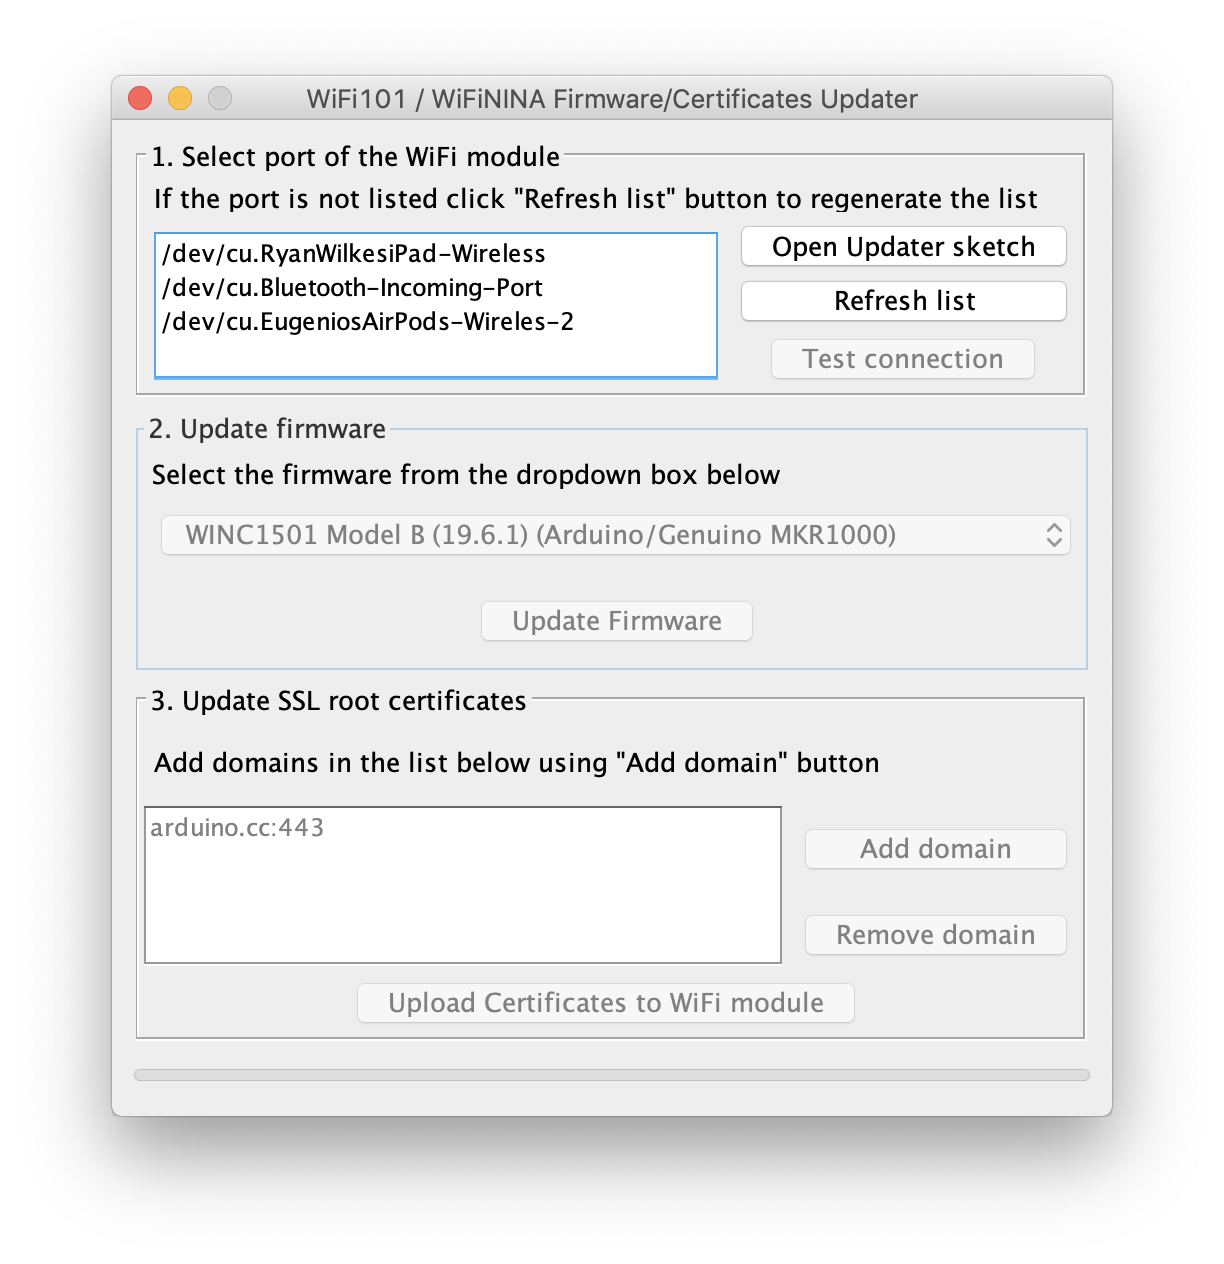 WiFi101 / WiFiNINA Firmware/Certificates Updater
1. Select port of the WiFi module
If the port is not listed click "Refresh list" button to regenerate the list
/dev/cu.RyanWilkesiPad-Wireless
/dev/cu.Bluetooth-Incoming-Port
/dev/cu.EugeniosAirPods-Wireles-2
Open Updater sketch
Refresh list
Test connection
2. Update firmware
Select the firmware from the dropdown box below
WINC1501 Model B (19.6.1) (Arduino/Genuino MKR1000)
Update Firmware
3. Update SSL root certificates
Add domains in the list below using "Add domain" button
arduino.cc:443
Add domain
Remove domain
Upload Certificates to WiFi module